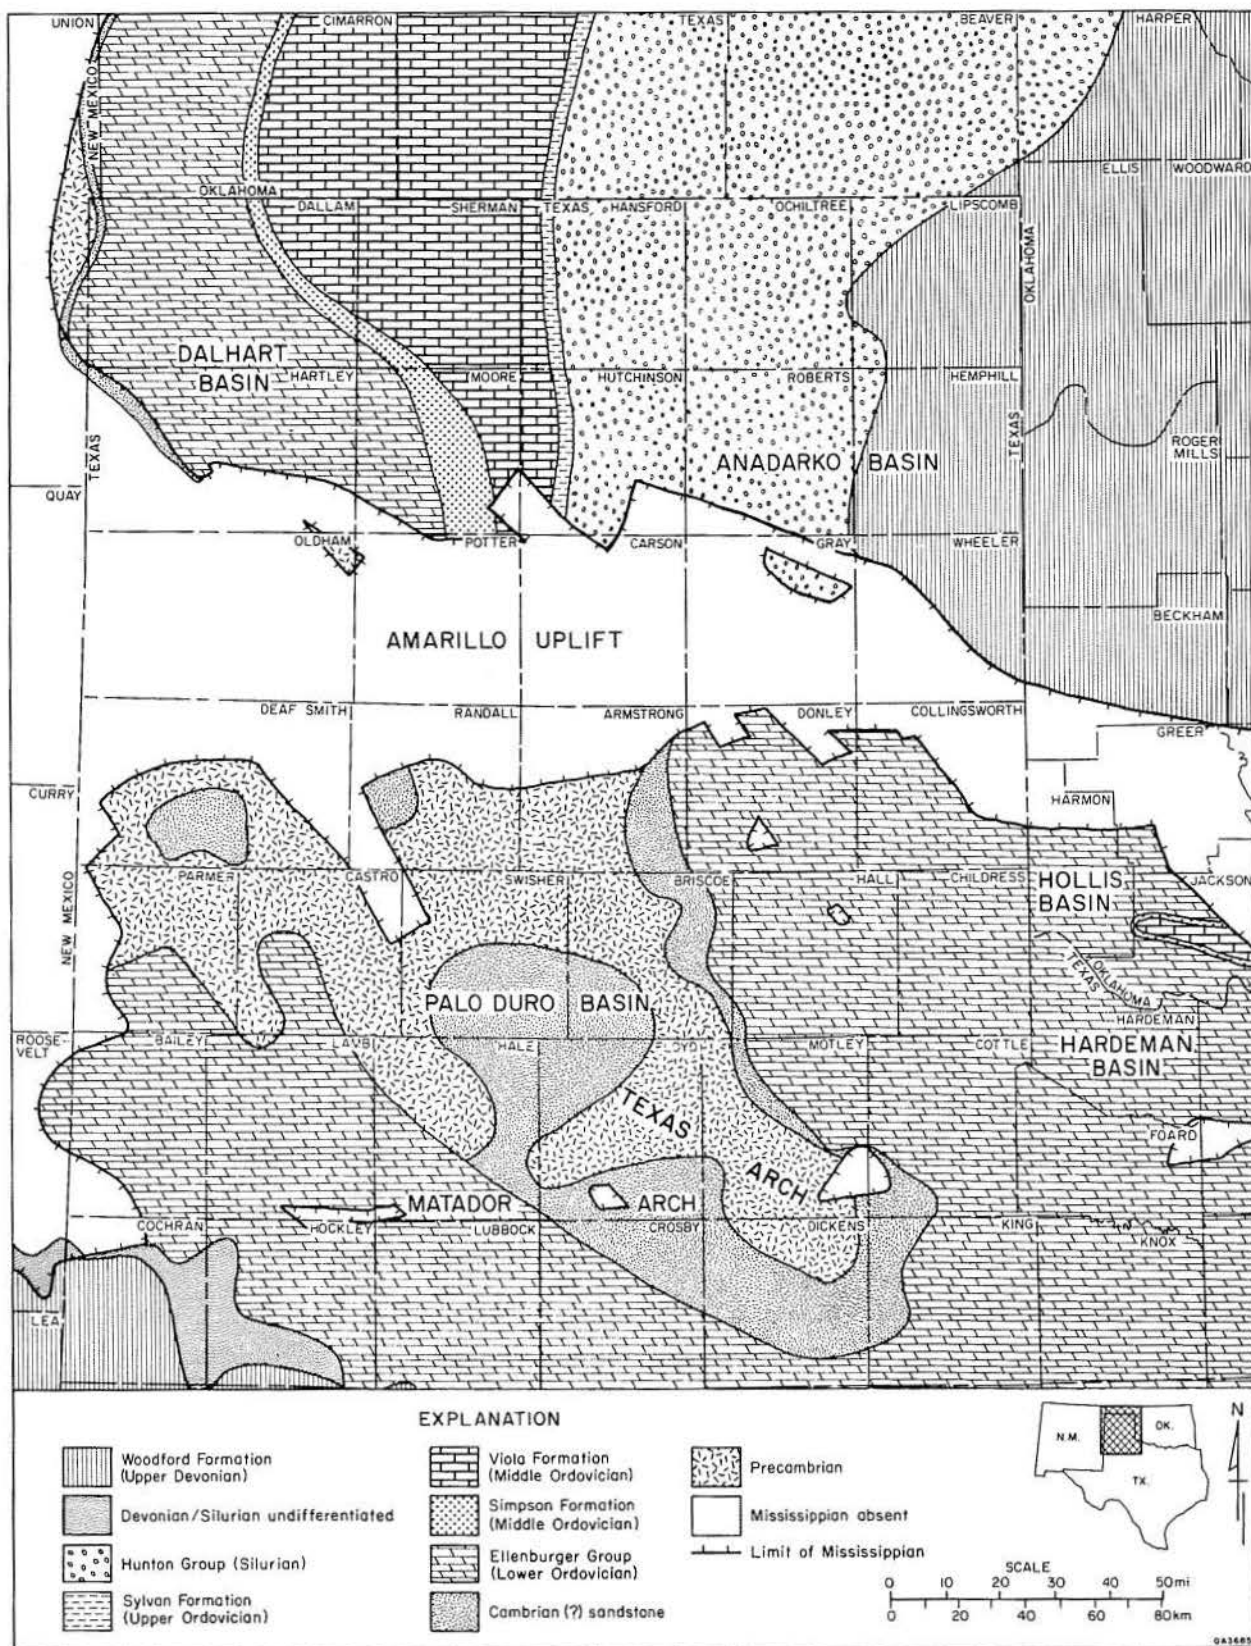 UNION
CIMARRON
TEXAS
BEAVER
HARPER
NEW MEXICO
ELLIS
WOODWARD
OKLAHOMA
DALLAM
SHERMAN
TEXAS
HANSFORD
OCHILTREE
LIPSCOMB
OKLAHOMA
DALHART
BASIN
HARTLEY
MOORE
HUTCHINSON
ROBERTS
HEMPHILL
TEXAS
TEXAS
ROGER
MILLS
ANADARKO BASIN
QUAY
OLDHAM
POTTER
CARSON
GRAY
WHEELER
BECKHAM
AMARILLO UPLIFT
DEAF SMITH
RANDALL
ARMSTRONG
DONLEY
COLLINGSWORTH
GREER
CURRY
HARMON
PARMER
CASTRO
SWISHER
BRISCOE
HALL
CHILDRESS
HOLLIS
BASIN
JACKSON
NEW MEXICO
OKLAHOMA
TEXAS
PALO DURO BASIN
HARDEMAN
ROOSE-
VELT
BAILEY
LAMB
HALE
FLOYD
MOTLEY
COTTLE
HARDEMAN
BASIN
TEXAS
ARCH
FOARD
MATADOR ARCH
COCHRAN
HOCKLEY
LUBBOCK
CROSBY
DICKENS
KING
KNOX
LEA
EXPLANATION
Woodford Formation
(Upper Devonian)
Devonian/Silurian undifferentiated
Hunton Group (Silurian)
Sylvan Formation
(Upper Ordovician)
Viola Formation
(Middle Ordovician)
Simpson Formation
(Middle Ordovician)
Ellenburger Group
(Lower Ordovician)
Cambrian (?) sandstone
Precambrian
Mississippian absent
Limit of Mississippian
N.M.
OK.
TX.
N
SCALE
0 10 20 30 40 50 mi
0 20 40 60 80 km
QA3685